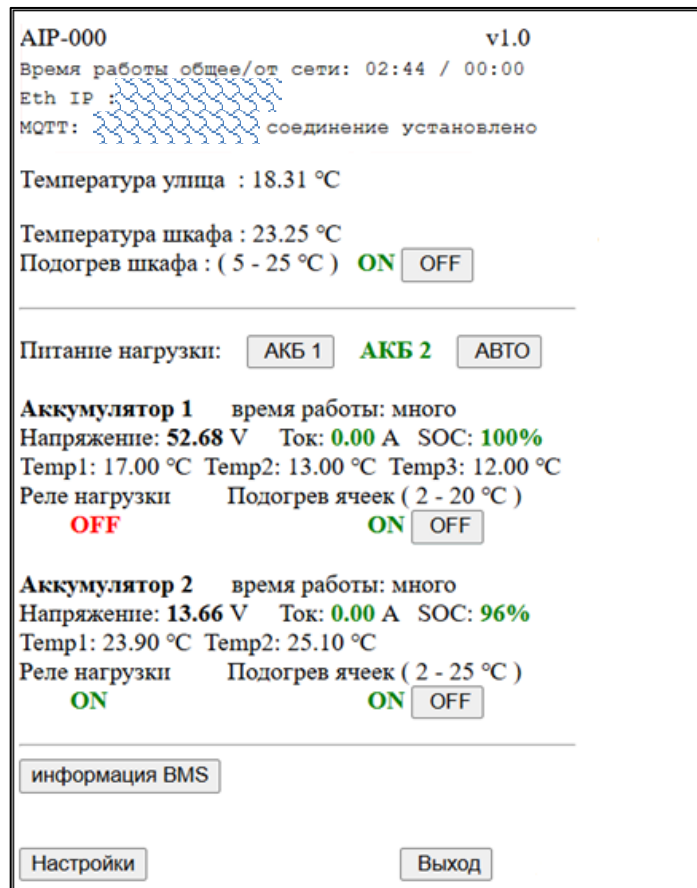 AIP-000 v1.0
Время работы общее/от сети: 02:44 / 00:00
Eth IP :
MQTT: соединение установлено
Температура улица : 18.31 °C
Температура шкафа : 23.25 °C
Подогрев шкафа : ( 5 - 25 °C ) ON OFF
Питание нагрузки: АКБ 1 АКБ 2 АВТО
Аккумулятор 1 время работы: много
Напряжение: 52.68 V Ток: 0.00 A SOC: 100%
Temp1: 17.00 °C Temp2: 13.00 °C Temp3: 12.00 °C
Реле нагрузки Подогрев ячеек ( 2 - 20 °C )
OFF ON OFF
Аккумулятор 2 время работы: много
Напряжение: 13.66 V Ток: 0.00 A SOC: 96%
Temp1: 23.90 °C Temp2: 25.10 °C
Реле нагрузки Подогрев ячеек ( 2 - 25 °C )
ON ON OFF
информация BMS
Настройки Выход